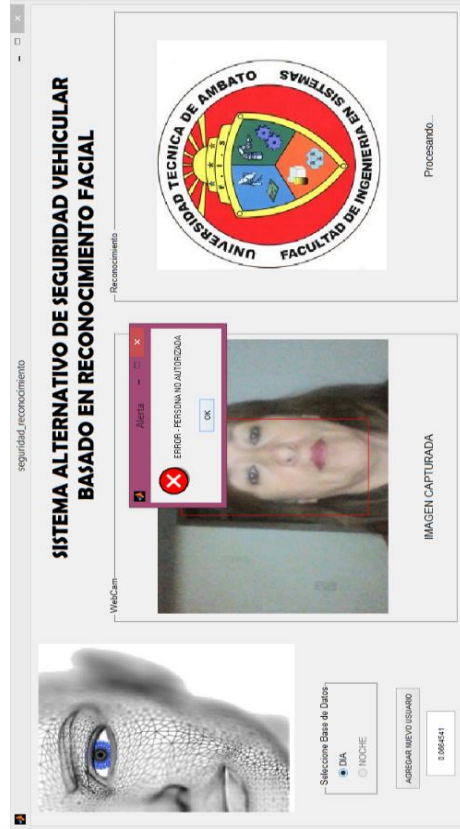 seguridad_reconocimiento
SISTEMA ALTERNATIVO DE SEGURIDAD VEHICULAR
BASADO EN RECONOCIMIENTO FACIAL
WebCam
Alerta
ERROR - PERSONA NO AUTORIZADA
OK
IMAGEN CAPTURADA
Reconocimiento
UNIVERSIDAD TECNICA DE AMBATO
FACULTAD DE INGENIERIA EN SISTEMAS
F I S
Procesando...
Seleccione Base de Datos
DIA
NOCHE
AGREGAR NUEVO USUARIO
0.0664541